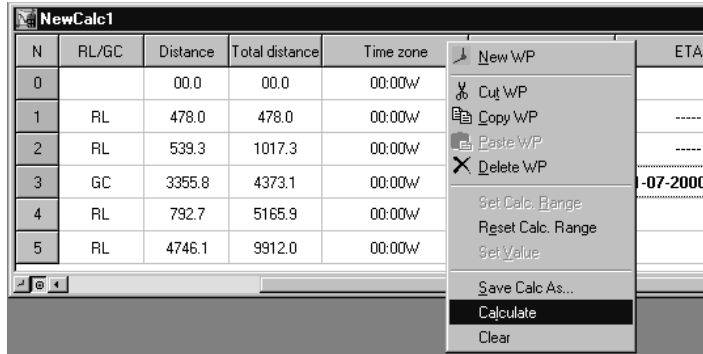 NewCalc1
N RL/GC Distance Total distance Time zone ETA
0 00.0 00.0 00:00W
1 RL 478.0 478.0 00:00W -----
2 RL 539.3 1017.3 00:00W -----
3 GC 3355.8 4373.1 00:00W 1-07-2000
4 RL 792.7 5165.9 00:00W
5 RL 4746.1 9912.0 00:00W
New WP
Cut WP
Copy WP
Paste WP
Delete WP
Set Calc. Range
Reset Calc. Range
Set Value
Save Calc As...
Calculate
Clear